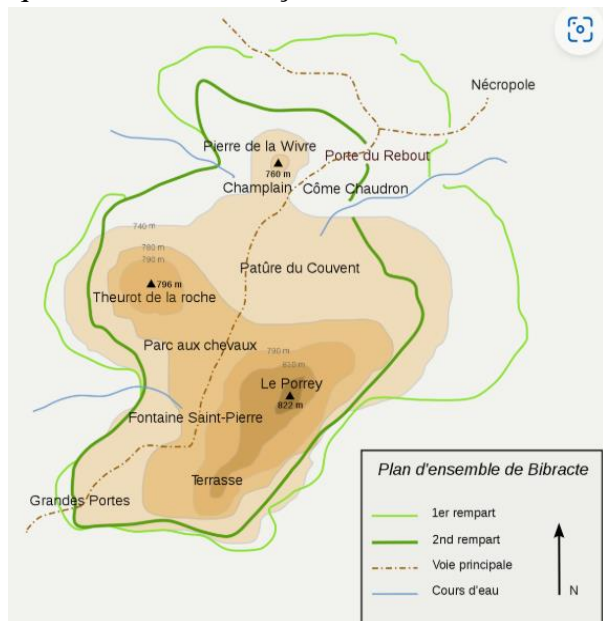 Nécropole
Pierre de la Wivre
Porte du Rebout
760 m
Champlain
Côme Chaudron
740 m
780 m
790 m
Patûre du Couvent
796 m
Theurot de la roche
Parc aux chevaux
790 m
810 m
Le Porrey
822 m
Fontaine Saint-Pierre
Terrasse
Grandes Portes
Plan d'ensemble de Bibracte
1er rempart
2nd rempart
Voie principale
Cours d'eau
N